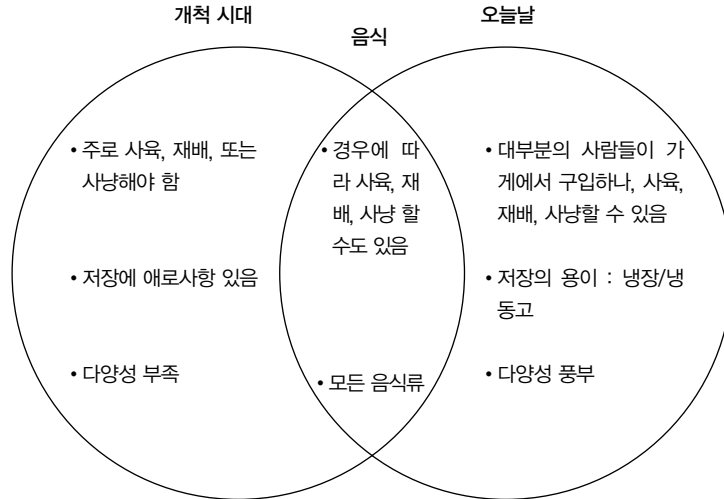 개척 시대
음식
오늘날
• 주로 사육, 재배, 또는
사냥해야 함
• 저장에 애로사항 있음
• 다양성 부족
• 경우에 따
라 사육, 재
배, 사냥 할
수도 있음
• 모든 음식류
• 대부분의 사람들이 가
게에서 구입하나, 사육,
재배, 사냥할 수 있음
• 저장의 용이 : 냉장/냉
동고
• 다양성 풍부